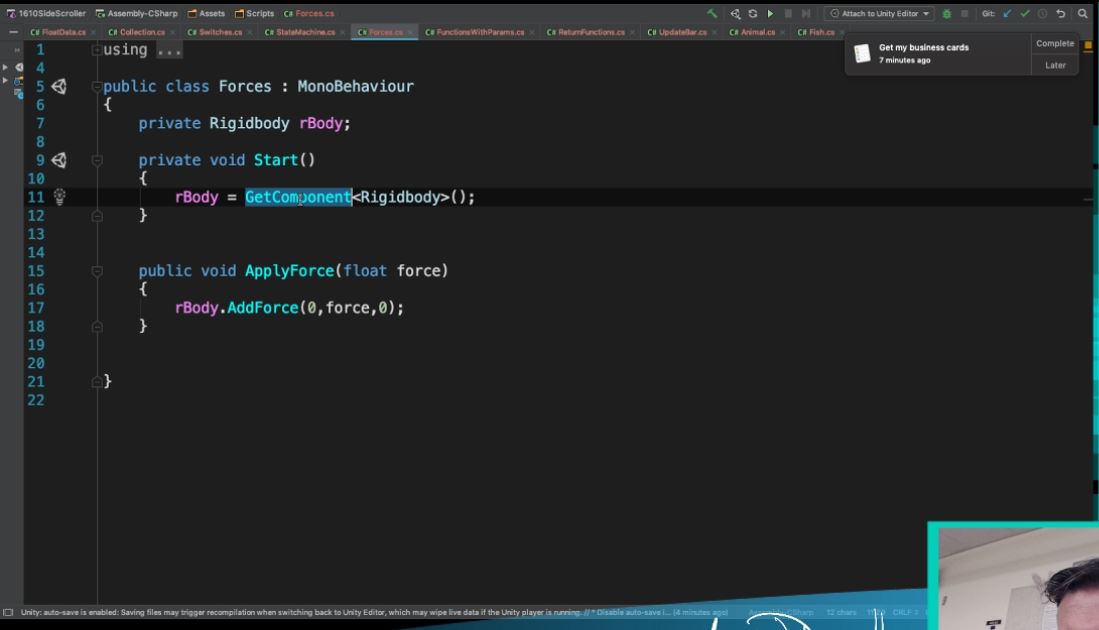 1610SideScroller Assembly-CSharp Assets Scripts C# Forces.cs Attach to Unity Editor Git:
C# FloatData.cs C# Collection.cs C# Switches.cs C# StateMachine.cs C# Forces.cs C# FunctionsWithParams.cs C# ReturnFunctions.cs C# UpdateBar.cs C# Animal.cs C# Fish.cs
Get my business cards
7 minutes ago
Complete
Later
1 using ...
4
5 public class Forces : MonoBehaviour
6 {
7 private Rigidbody rBody;
8
9 private void Start()
10 {
11 rBody = GetComponent<Rigidbody>();
12 }
13
14
15 public void ApplyForce(float force)
16 {
17 rBody.AddForce(0,force,0);
18 }
19
20
21 }
22
Unity: auto-save is enabled: Saving files may trigger recompilation when switching back to Unity Editor, which may wipe live data if the Unity player is running. // * Disable auto-save i... (4 minutes ago) Assembly-CSharp 12 chars CRLF